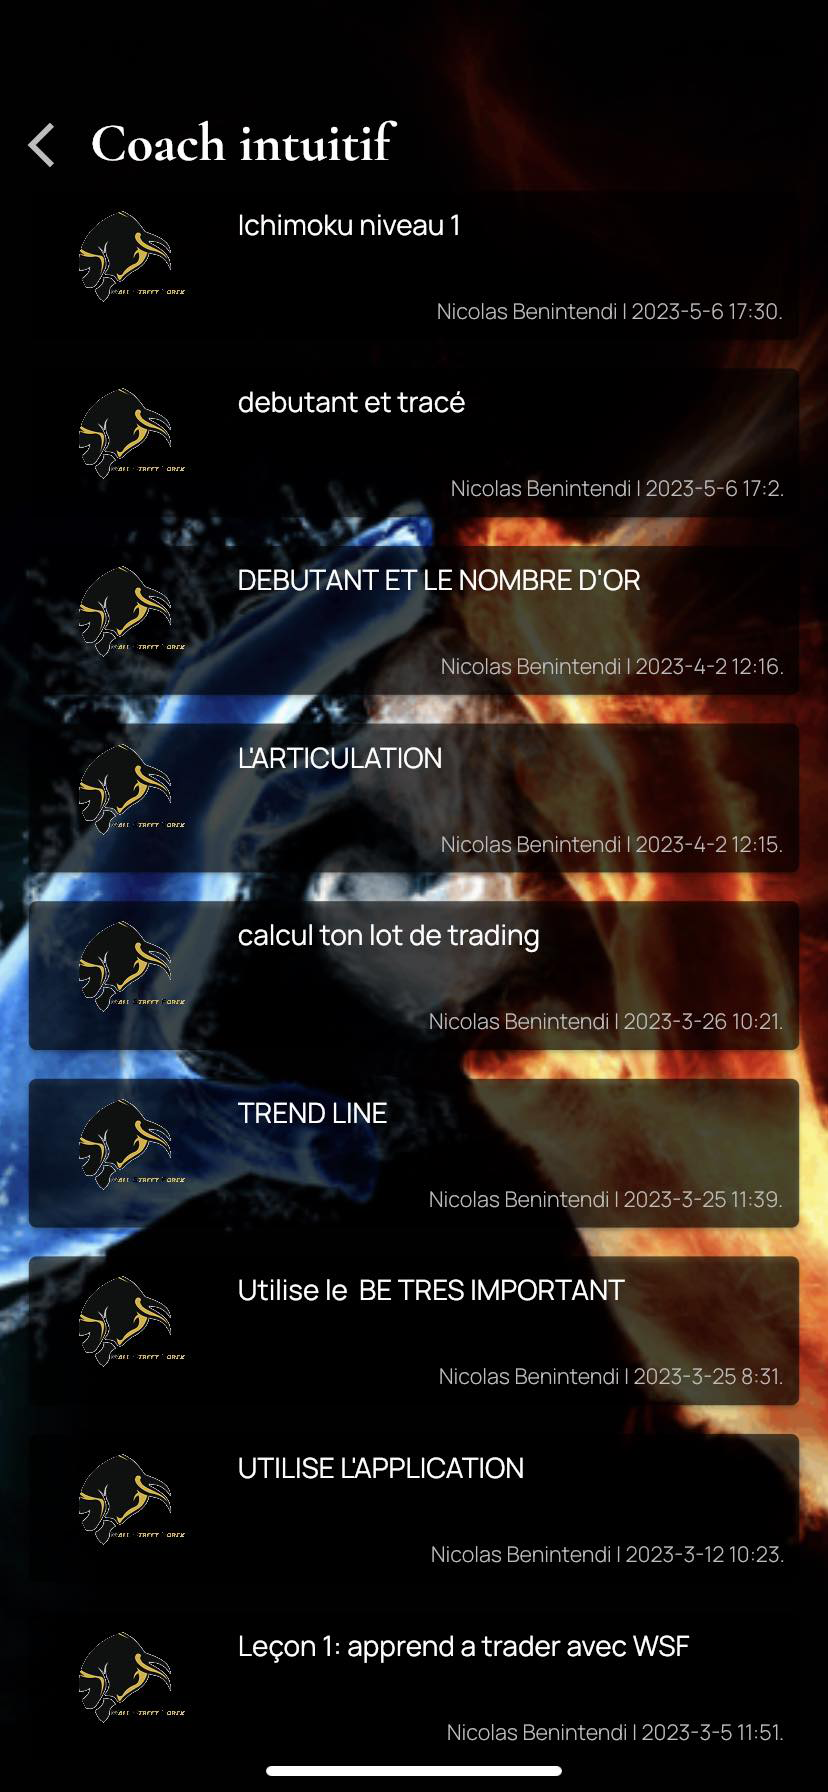 Coach intuitif
Ichimoku niveau 1
Nicolas Benintendi | 2023-5-6 17:30.
debutant et tracé
Nicolas Benintendi | 2023-5-6 17:2.
DEBUTANT ET LE NOMBRE D'OR
Nicolas Benintendi | 2023-4-2 12:16.
L'ARTICULATION
Nicolas Benintendi | 2023-4-2 12:15.
calcul ton lot de trading
Nicolas Benintendi | 2023-3-26 10:21.
TREND LINE
Nicolas Benintendi | 2023-3-25 11:39.
Utilise le  BE TRES IMPORTANT
Nicolas Benintendi | 2023-3-25 8:31.
UTILISE L'APPLICATION
Nicolas Benintendi | 2023-3-12 10:23.
Leçon 1: apprend a trader avec WSF
Nicolas Benintendi | 2023-3-5 11:51.